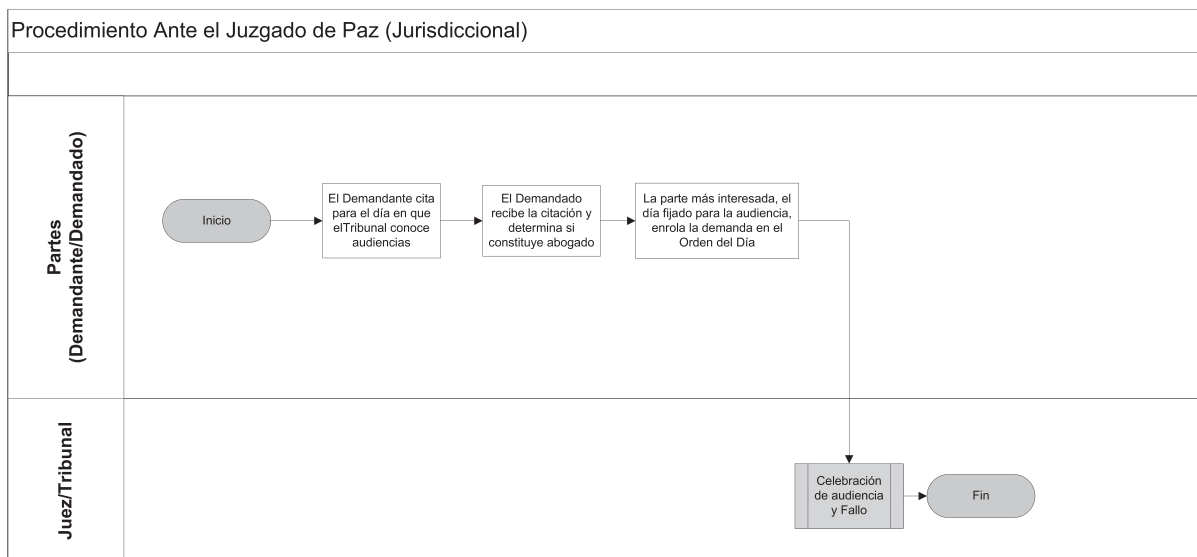 Procedimiento Ante el Juzgado de Paz (Jurisdiccional)
Partes
(Demandante/Demandado)
Inicio
El Demandante cita
para el día en que
elTribunal conoce
audiencias
El Demandado
recibe la citación y
determina si
constituye abogado
La parte más interesada, el
día fijado para la audiencia,
enrola la demanda en el
Orden del Día
Juez/Tribunal
Celebración
de audiencia
y Fallo
Fin